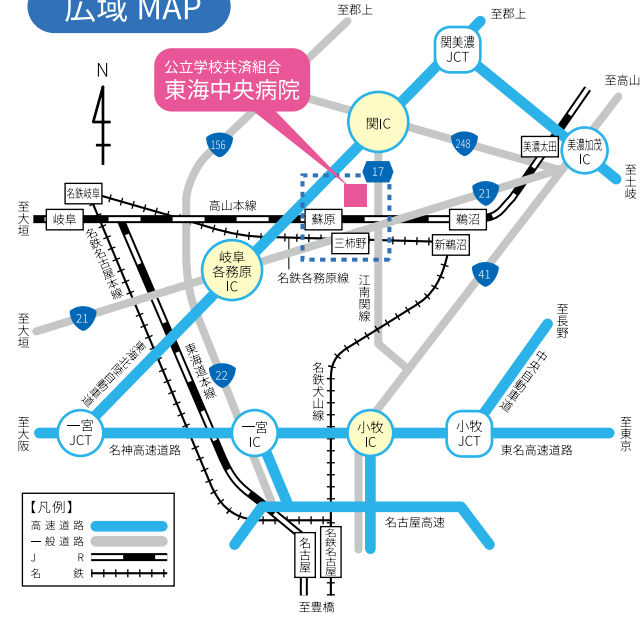 広域 MAP
至郡上
至郡上
公立学校共済組合
東海中央病院
N
関美濃
JCT
至高山
156
関IC
248
美濃太田
美濃加茂
IC
17
21
至土岐
名鉄岐阜
高山本線
至大垣
岐阜
蘇原
鵜沼
名鉄名古屋本線
三柿野
新鵜沼
岐阜
各務原
IC
名鉄各務原線
41
江南関線
21
至大垣
至長野
東海北陸自動車道
東海道本線
22
名鉄犬山線
中央自動車道
至大阪
一宮
JCT
名神高速道路
一宮
IC
小牧
IC
小牧
JCT
東名高速道路
至東京
【凡例】
高速道路
一般道路
J R
名 鉄
名古屋高速
名古屋
名鉄名古屋
至豊橋